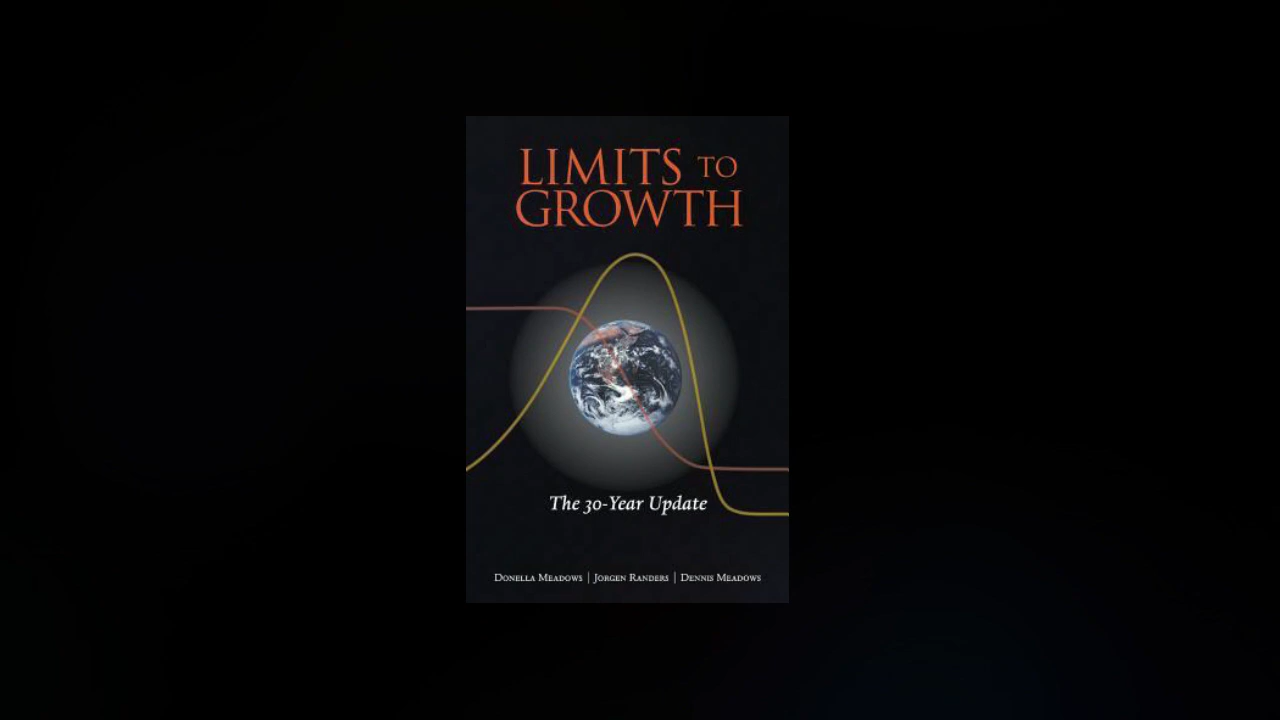 LIMITS TO
GROWTH
The 30-Year Update
Donella Meadows | Jorgen Randers | Dennis Meadows